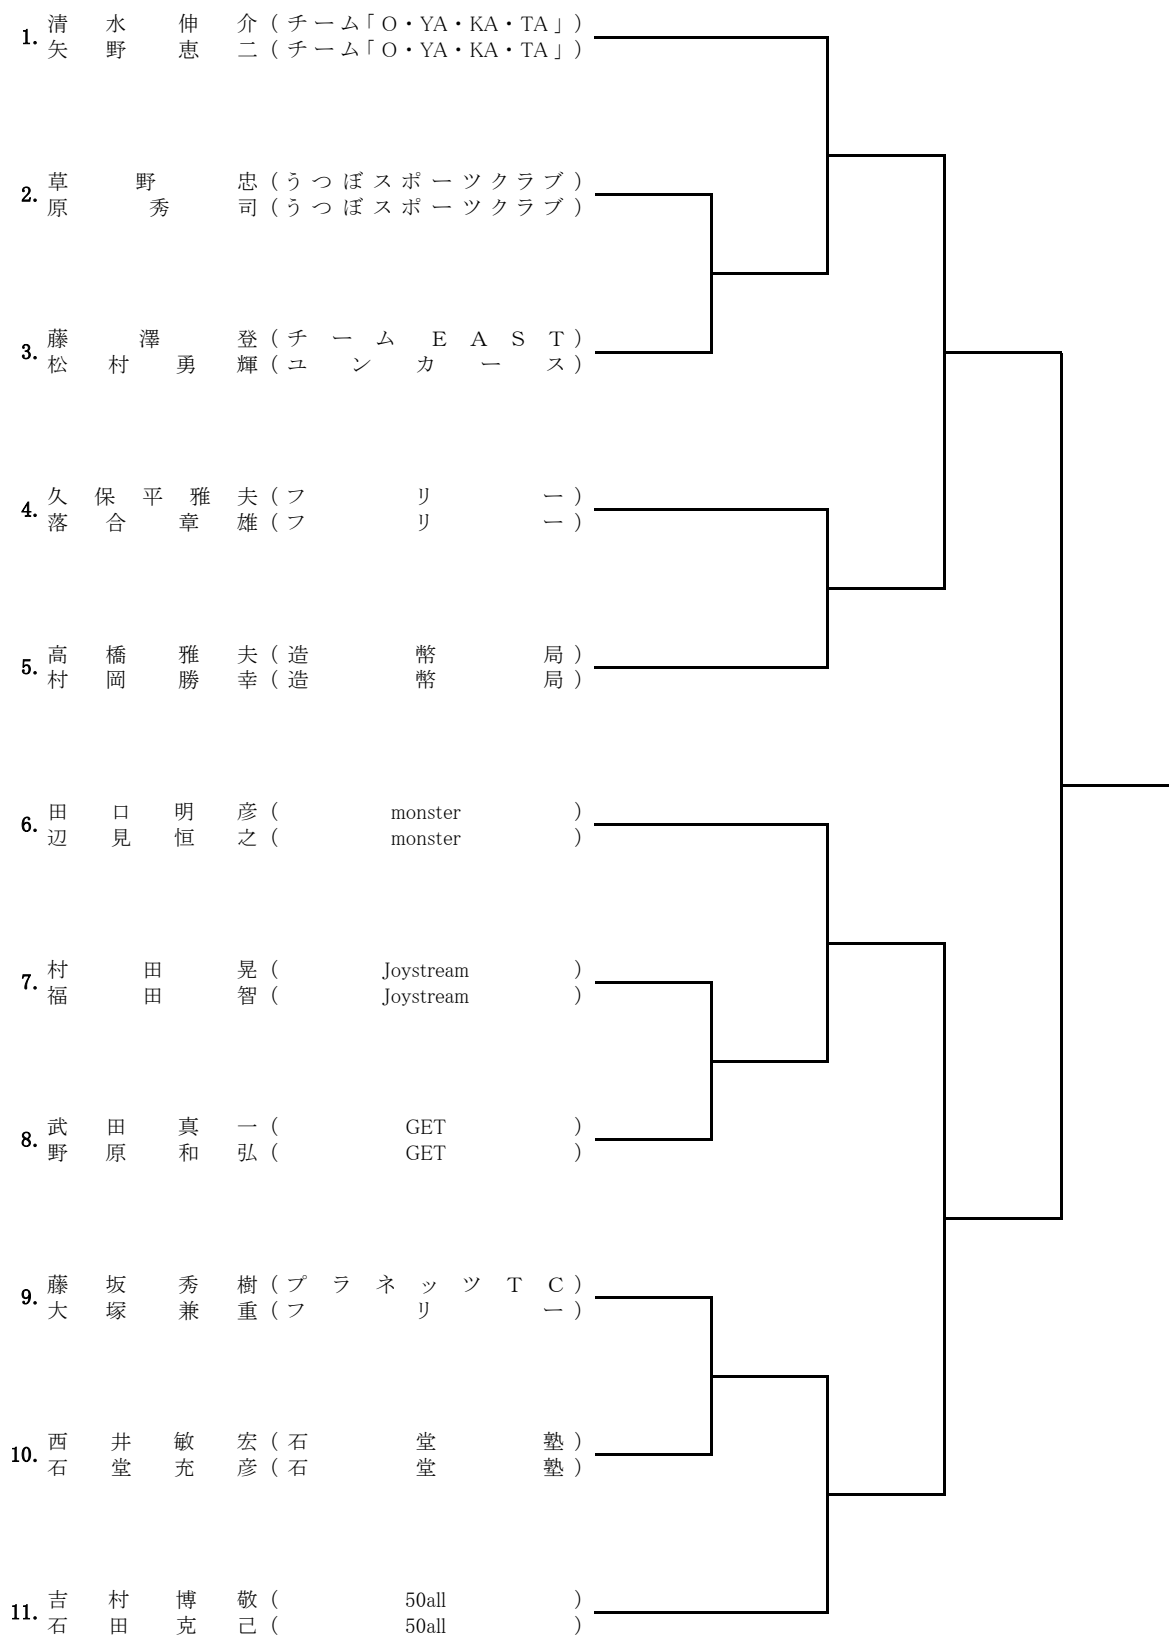 1. 清水伸介(チーム「O・YA・KA・TA」)
矢野恵二(チーム「O・YA・KA・TA」)
2. 草野忠(うつぼスポーツクラブ)
原秀司(うつぼスポーツクラブ)
3. 藤澤登(チームEAST)
松村勇輝(ユンカース)
4. 久保平雅夫(フリー)
落合章雄(フリー)
5. 高橋雅夫(造幣局)
村岡勝幸(造幣局)
6. 田口明彦(monster)
辺見恒之(monster)
7. 村田晃(Joystream)
福田智(Joystream)
8. 武田真一(GET)
野原和弘(GET)
9. 藤坂秀樹(プラネッツTC)
大塚兼重(フリー)
10. 西井敏宏(石堂塾)
石堂充彦(石堂塾)
11. 吉村博敬(50all)
石田克己(50all)